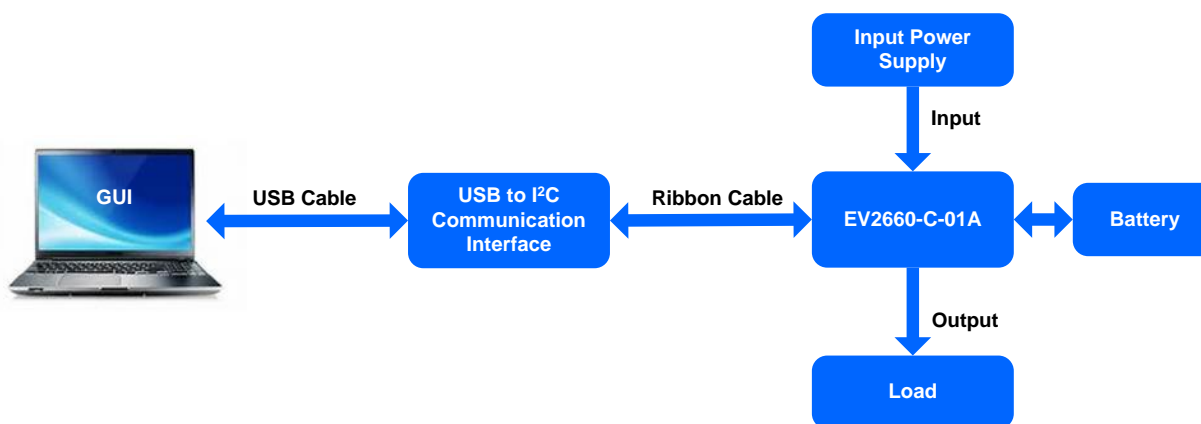 Input Power
Supply
Input
GUI
USB Cable
USB to I²C
Communication
Interface
Ribbon Cable
EV2660-C-01A
Battery
Output
Load